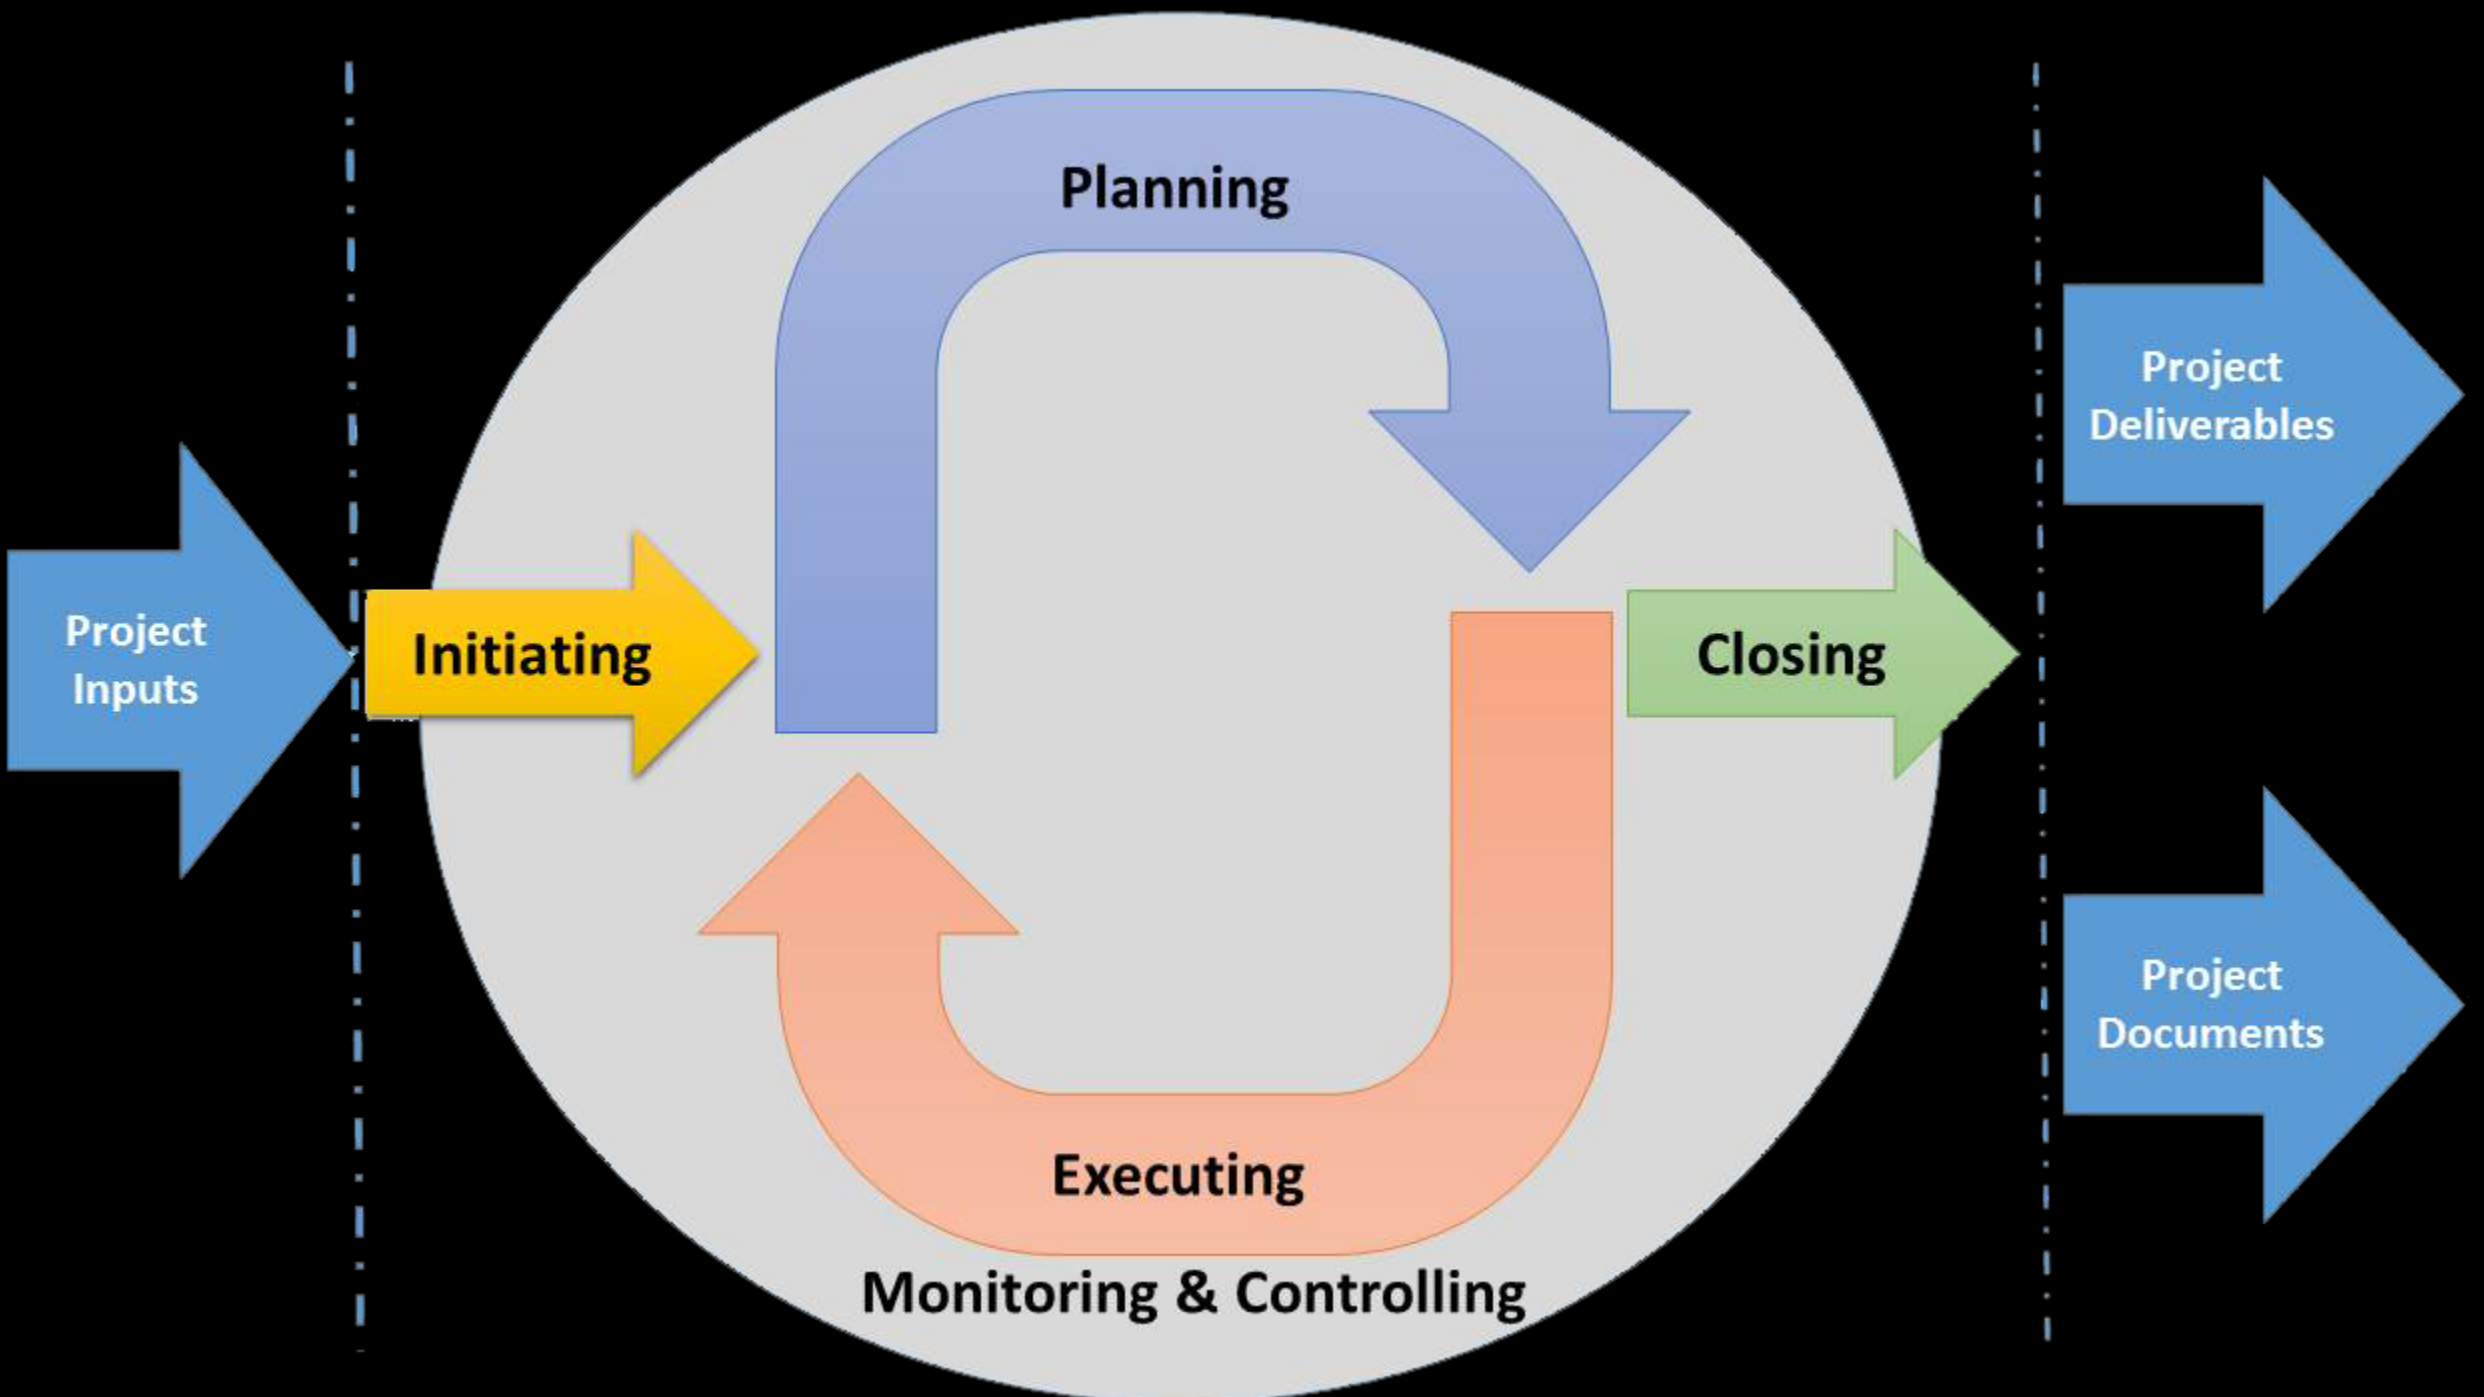 Planning
Project
Inputs
Initiating
Closing
Project
Deliverables
Project
Documents
Executing
Monitoring & Controlling